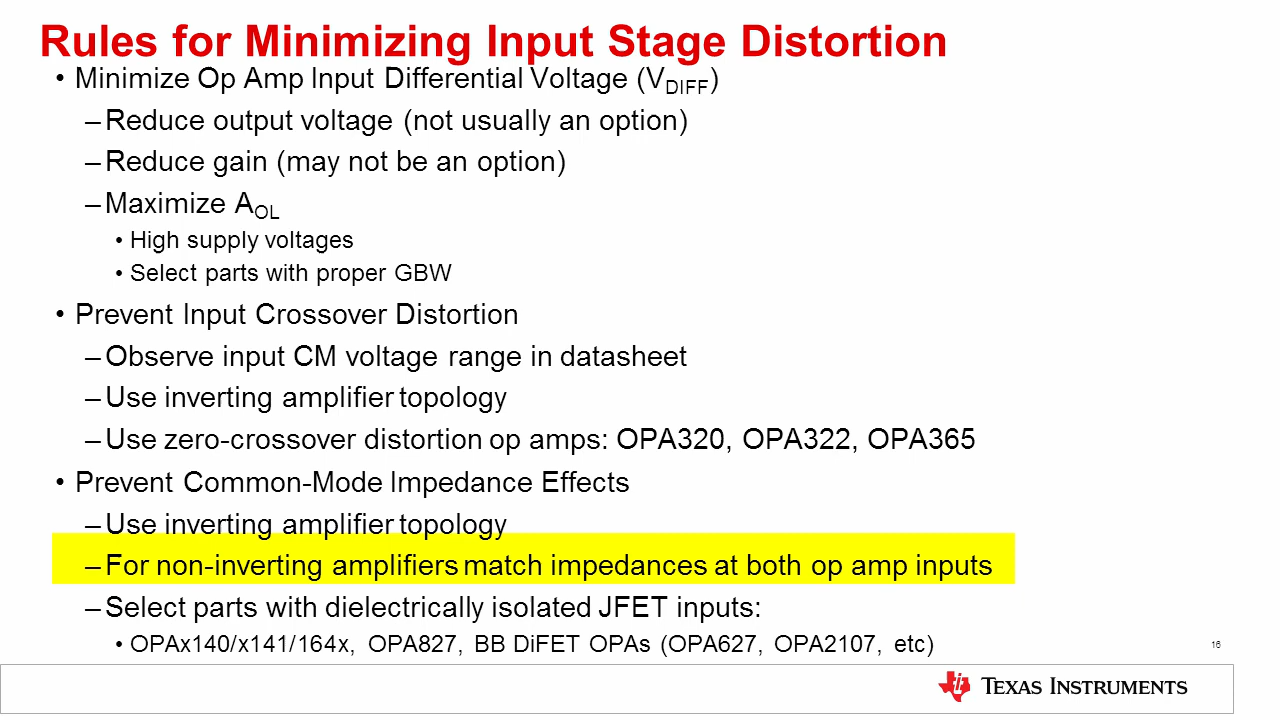 Rules for Minimizing Input Stage Distortion
• Minimize Op Amp Input Differential Voltage (VDIFF)
– Reduce output voltage (not usually an option)
– Reduce gain (may not be an option)
– Maximize AOL
• High supply voltages
• Select parts with proper GBW
• Prevent Input Crossover Distortion
– Observe input CM voltage range in datasheet
– Use inverting amplifier topology
– Use zero-crossover distortion op amps: OPA320, OPA322, OPA365
• Prevent Common-Mode Impedance Effects
– Use inverting amplifier topology
– For non-inverting amplifiers match impedances at both op amp inputs
– Select parts with dielectrically isolated JFET inputs:
• OPAx140/x141/164x, OPA827, BB DiFET OPAs (OPA627, OPA2107, etc)
16
Texas Instruments